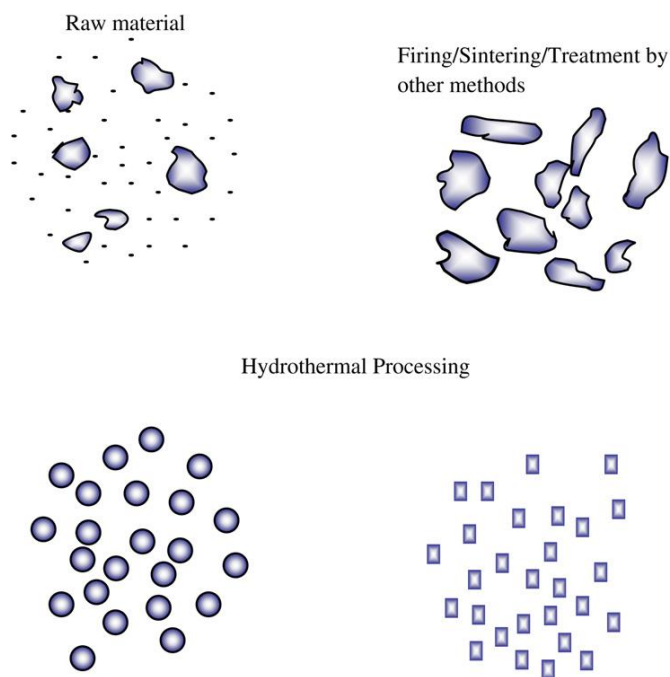 Raw material
Firing/Sintering/Treatment by
other methods
Hydrothermal Processing